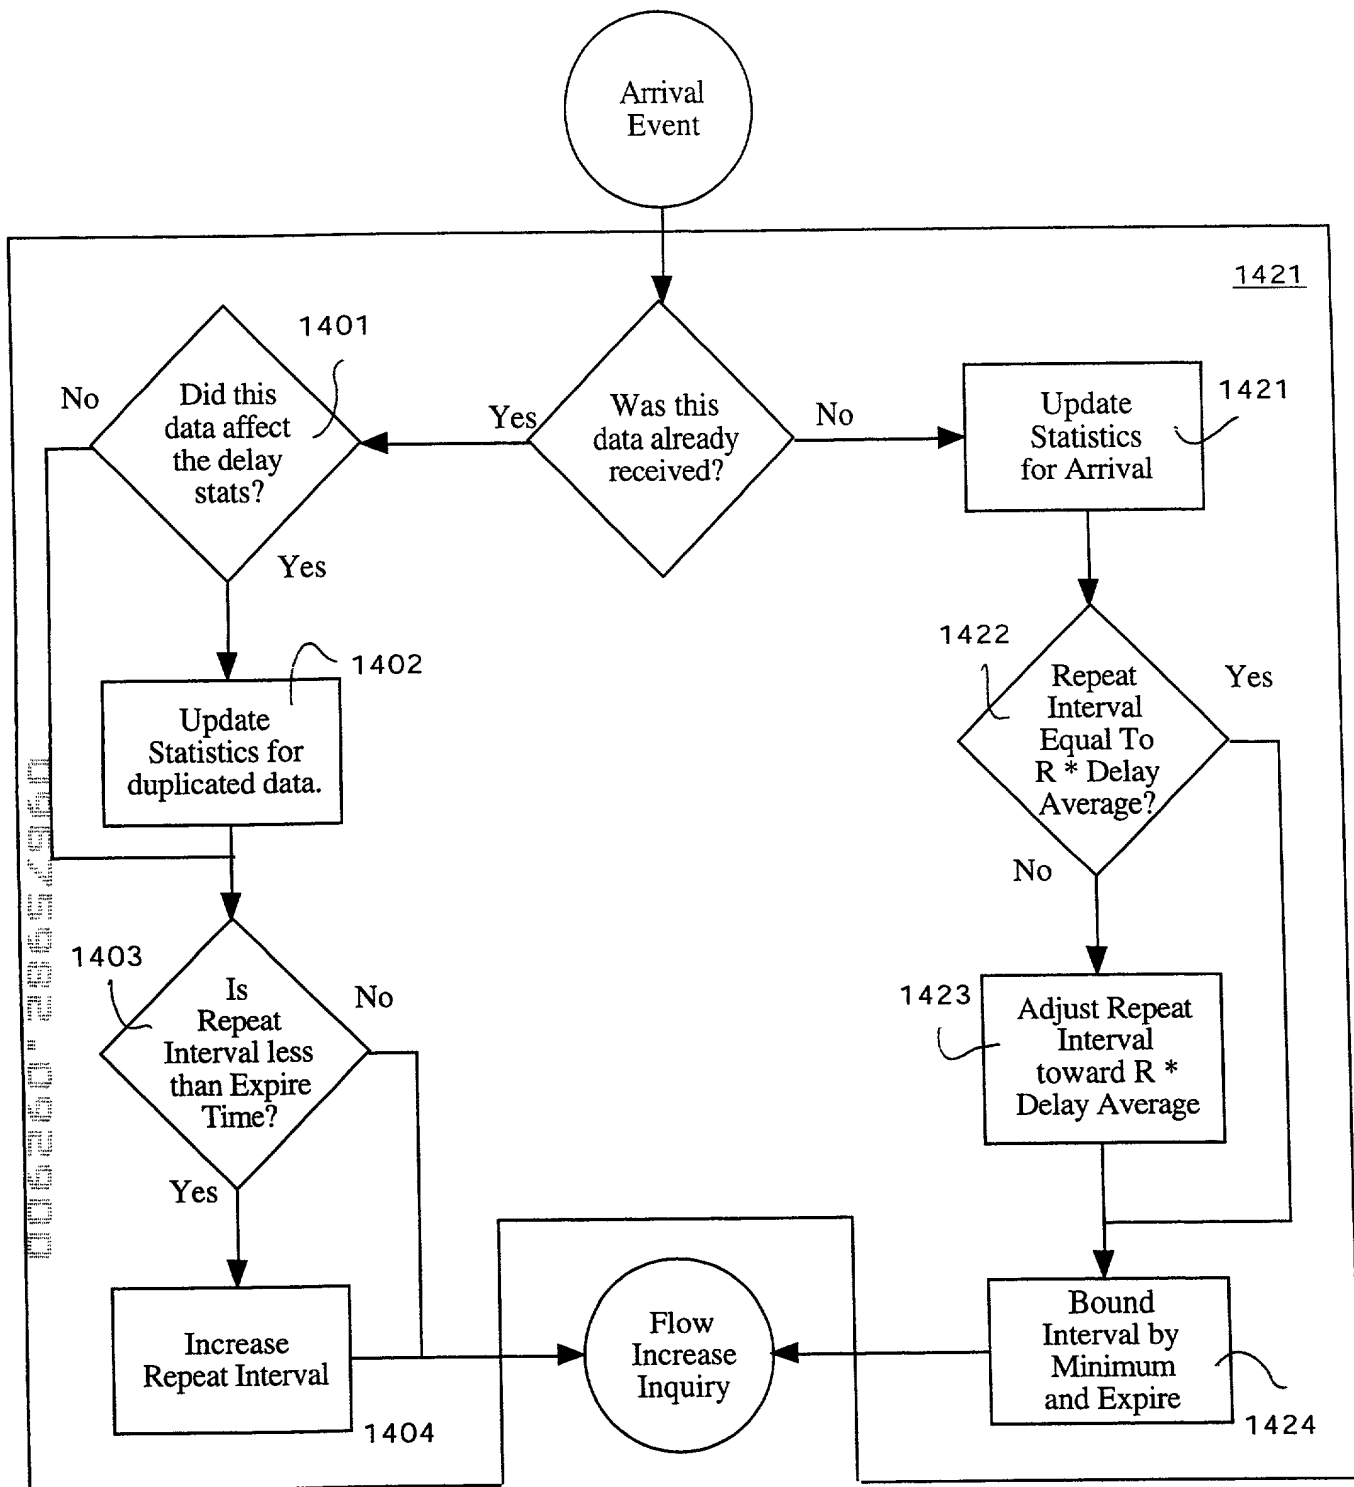 Arrival
Event
1421
1401
Did this
data affect
the delay
stats?
No
Yes
Yes
Was this
data already
received?
No
Update
Statistics
for Arrival
1421
1402
Update
Statistics for
duplicated data.
1422
Repeat
Interval
Equal To
R * Delay
Average?
Yes
No
1403
Is
Repeat
Interval less
than Expire
Time?
No
Yes
1423
Adjust Repeat
Interval
toward R *
Delay Average
Increase
Repeat Interval
1404
Flow
Increase
Inquiry
Bound
Interval by
Minimum
and Expire
1424